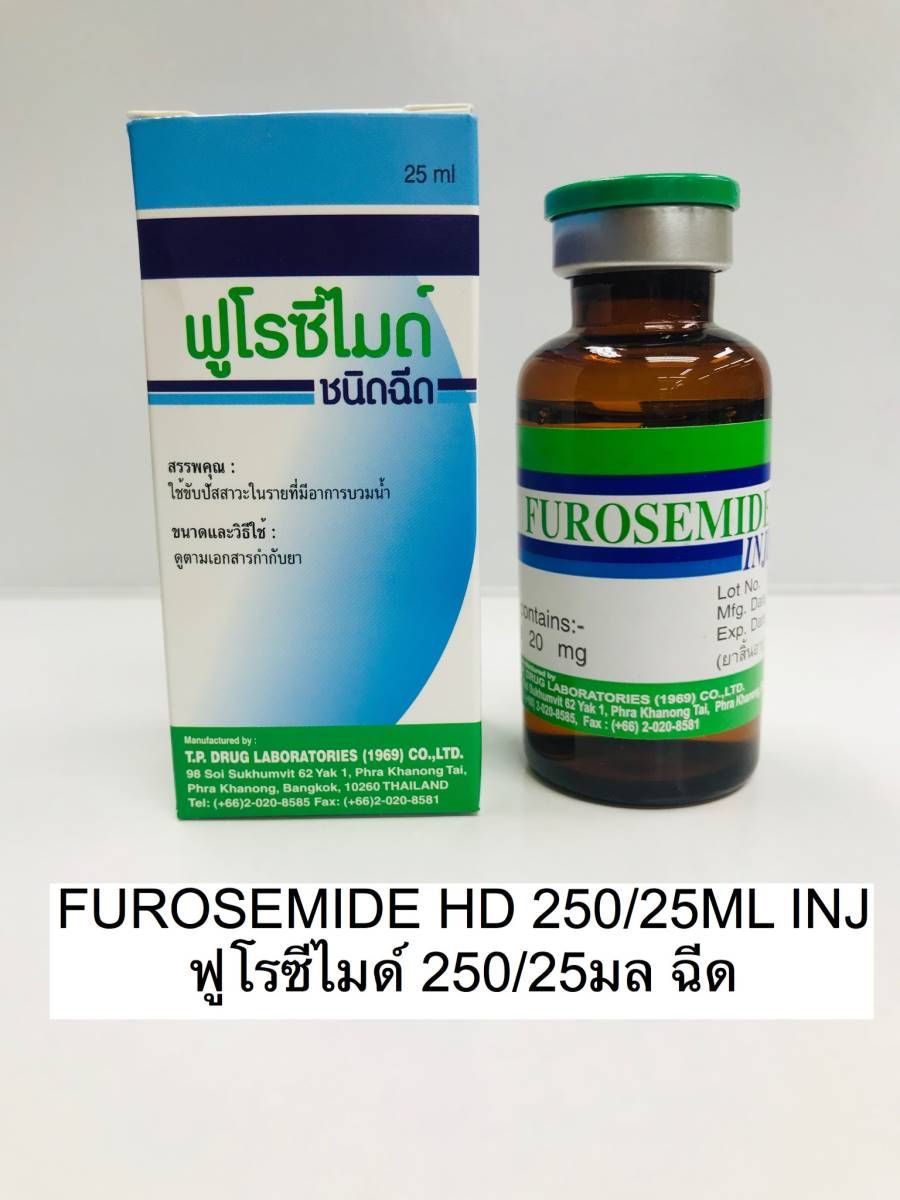 25 ml
ฟูโรซีไมด์
ชนิดฉีด
สรรพคุณ :
ใช้ขับปัสสาวะในรายที่มีอาการบวมน้ำ
ขนาดและวิธีใช้ :
ดูตามเอกสารกำกับยา
Manufactured by :
T.P. DRUG LABORATORIES (1969) CO.,LTD.
98 Soi Sukhumvit 62 Yak 1, Phra Khanong Tai,
Phra Khanong, Bangkok, 10260 THAILAND
Tel: (+66)2-020-8585 Fax: (+66)2-020-8581
FUROSEMIDE
INJ
Lot No.
Mfg.
Exp.
20 mg
DRUG LABORATORIES (1969) CO.,LTD.
Sukhumvit 62 Yak 1, Phra Khanong Tai, Phra
2-020-8585, Fax : (+66) 2-020-8581
FUROSEMIDE HD 250/25ML INJ
ฟูโรซีไมด์ 250/25มล ฉีด